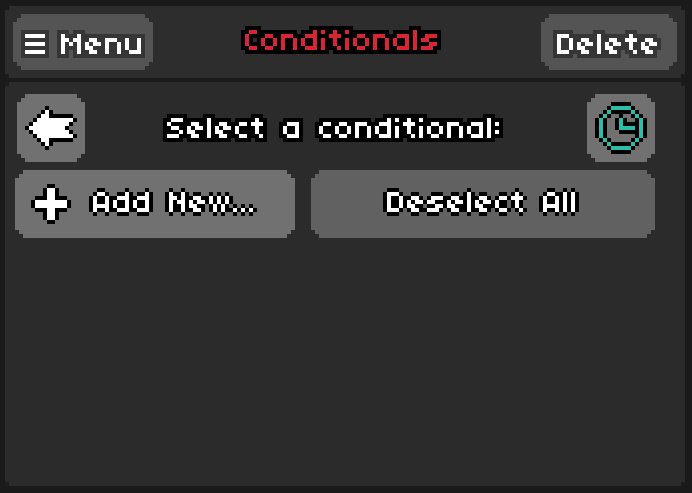 ☰ Menu
Conditionals
Delete
Select a conditional:
Add New...
Deselect All